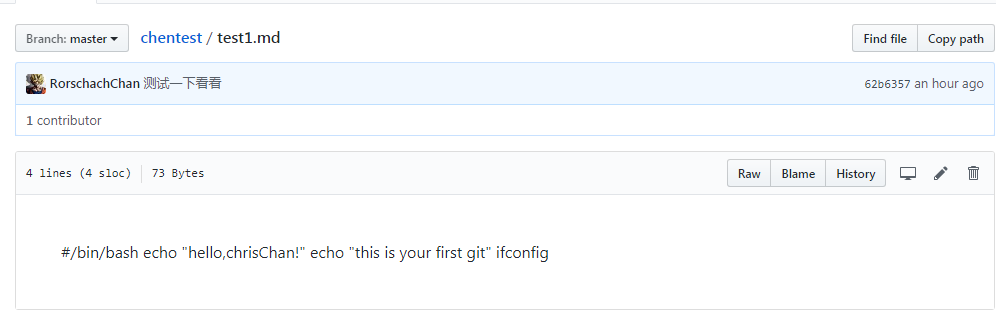 Branch: master
chentest / test1.md
Find file
Copy path
RorschachChan 测试一下看看
62b6357 an hour ago
1 contributor
4 lines (4 sloc)
73 Bytes
Raw
Blame
History
#/bin/bash echo "hello,chrisChan!" echo "this is your first git" ifconfig